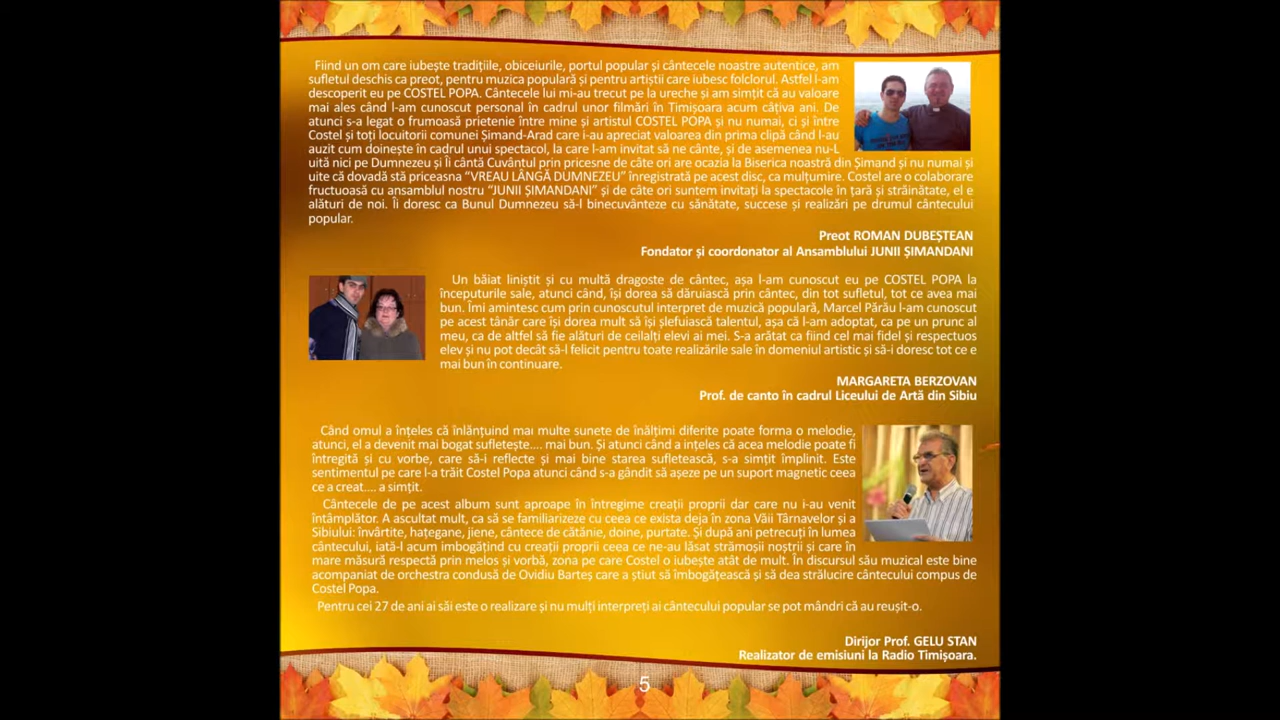 Fiind un om care iubește tradițiile, obiceiurile, portul popular și cântecele noastre autentice, am
sufletul deschis ca preot, pentru muzica populară și pentru artiștii care iubesc folclorul. Astfel l-am
descoperit eu pe COSTEL POPA. Cântecele lui mi-au trecut pe la ureche și am simțit că au valoare
mai ales când l-am cunoscut personal în cadrul unor filmări în Timișoara acum câțiva ani. De
atunci s-a legat o frumoasă prietenie între mine și artistul COSTEL POPA și nu numai, ci și între
Costel și toți locuitorii comunei Șimand-Arad care i-au apreciat valoarea din prima clipă când l-au
auzit cum doinește în cadrul unui spectacol, la care l-am invitat să ne cânte, și de asemenea nu-L
uită nici pe Dumnezeu și Îi cântă Cuvântul prin pricesne de câte ori are ocazia la Biserica noastră din Șimand și nu numai și
uite că dovadă stă priceasna “VREAU LÂNGĂ DUMNEZEU” înregistrată pe acest disc, ca mulțumire. Costel are o colaborare
fructuoasă cu ansamblul nostru “JUNII ȘIMANDANI” și de câte ori suntem invitați la spectacole în țară și străinătate, el e
alături de noi. Îi doresc ca Bunul Dumnezeu să-l binecuvânteze cu sănătate, succese și realizări pe drumul cântecului
popular.
Preot ROMAN DUBEȘTEAN
Fondator și coordonator al Ansamblului JUNII ȘIMANDANI
Un băiat liniștit și cu multă dragoste de cântec, așa l-am cunoscut eu pe COSTEL POPA la
începuturile sale, atunci când, își dorea să dăruiască prin cântec, din tot sufletul, tot ce avea mai
bun. Îmi amintesc cum prin cunoscutul interpret de muzică populară, Marcel Părău l-am cunoscut
pe acest tânăr care își dorea mult să își șlefuiască talentul, așa că l-am adoptat, ca pe un prunc al
meu, ca de altfel să fie alături de ceilalți elevi ai mei. S-a arătat ca fiind cel mai fidel și respectuos
elev și nu pot decât să-l felicit pentru toate realizările sale în domeniul artistic și să-i doresc tot ce e
mai bun în continuare.
MARGARETA BERZOVAN
Prof. de canto în cadrul Liceului de Artă din Sibiu
Când omul a înțeles că înlănțuind mai multe sunete de înălțimi diferite poate forma o melodie,
atunci, el a devenit mai bogat sufletește.... mai bun. Și atunci când a ințeles că acea melodie poate fi
întregită și cu vorbe, care să-i reflecte și mai bine starea sufletească, s-a simțit împlinit. Este
sentimentul pe care l-a trăit Costel Popa atunci când s-a gândit să așeze pe un suport magnetic ceea
ce a creat.... a simțit.
Cântecele de pe acest album sunt aproape în întregime creații proprii dar care nu i-au venit
întâmplător. A ascultat mult, ca să se familiarizeze cu ceea ce exista deja în zona Văii Târnavelor și a
Sibiului: învârtite, hațegane, jiene, cântece de cătănie, doine, purtate. Și după ani petrecuți în lumea
cântecului, iată-l acum imbogățind cu creații proprii ceea ce ne-au lăsat strămoșii noștrii și care în
mare măsură respectă prin melos și vorbă, zona pe care Costel o iubește atât de mult. În discursul său muzical este bine
acompaniat de orchestra condusă de Ovidiu Barteș care a știut să îmbogățească și să dea strălucire cântecului compus de
Costel Popa.
Pentru cei 27 de ani ai săi este o realizare și nu mulți interpreți ai cântecului popular se pot mândri că au reușit-o.
Dirijor Prof. GELU STAN
Realizator de emisiuni la Radio Timișoara.
5